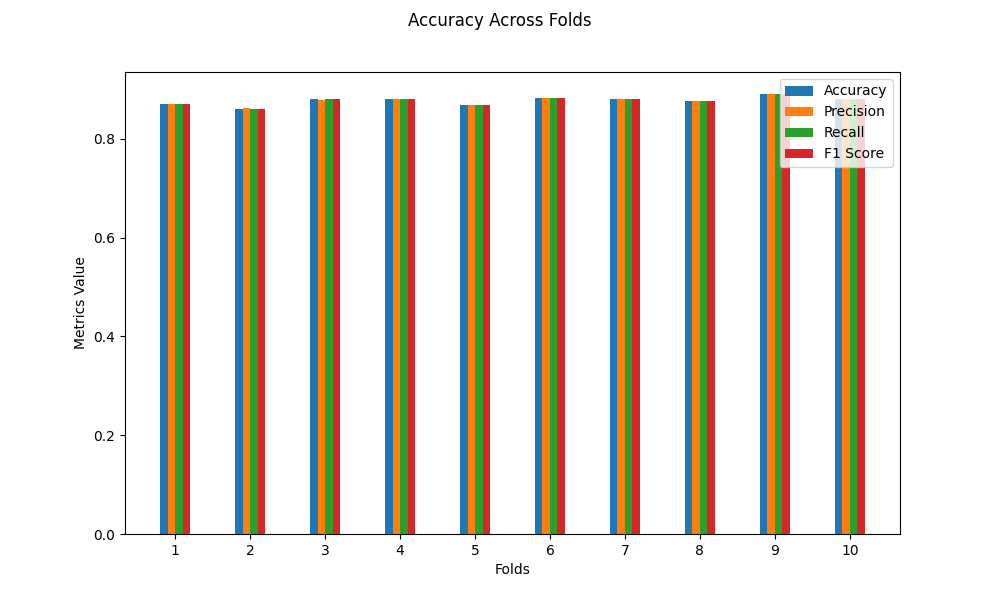 Accuracy Across Folds
Accuracy
Precision
Recall
F1 Score
Metrics Value
0.8
0.6
0.4
0.2
0.0
1 2 3 4 5 6 7 8 9 10
Folds